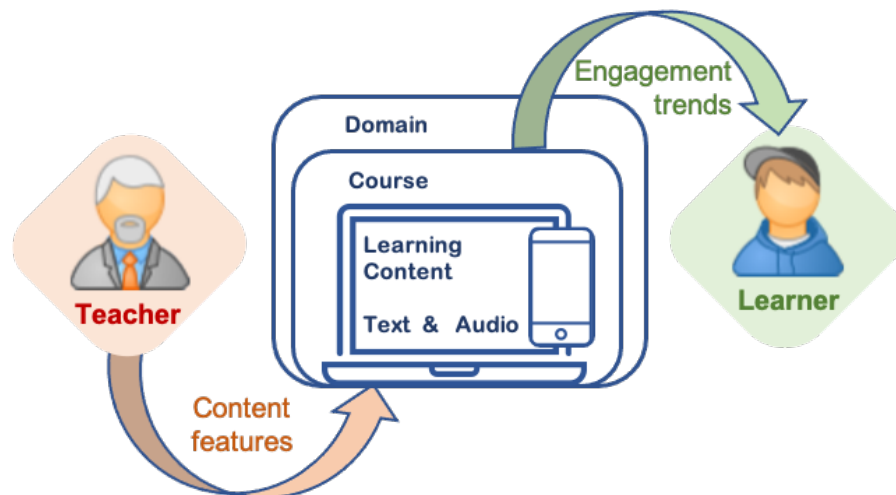 Engagement
trends
Domain
Course
Learning
Content
Text & Audio
Teacher
Learner
Content
features